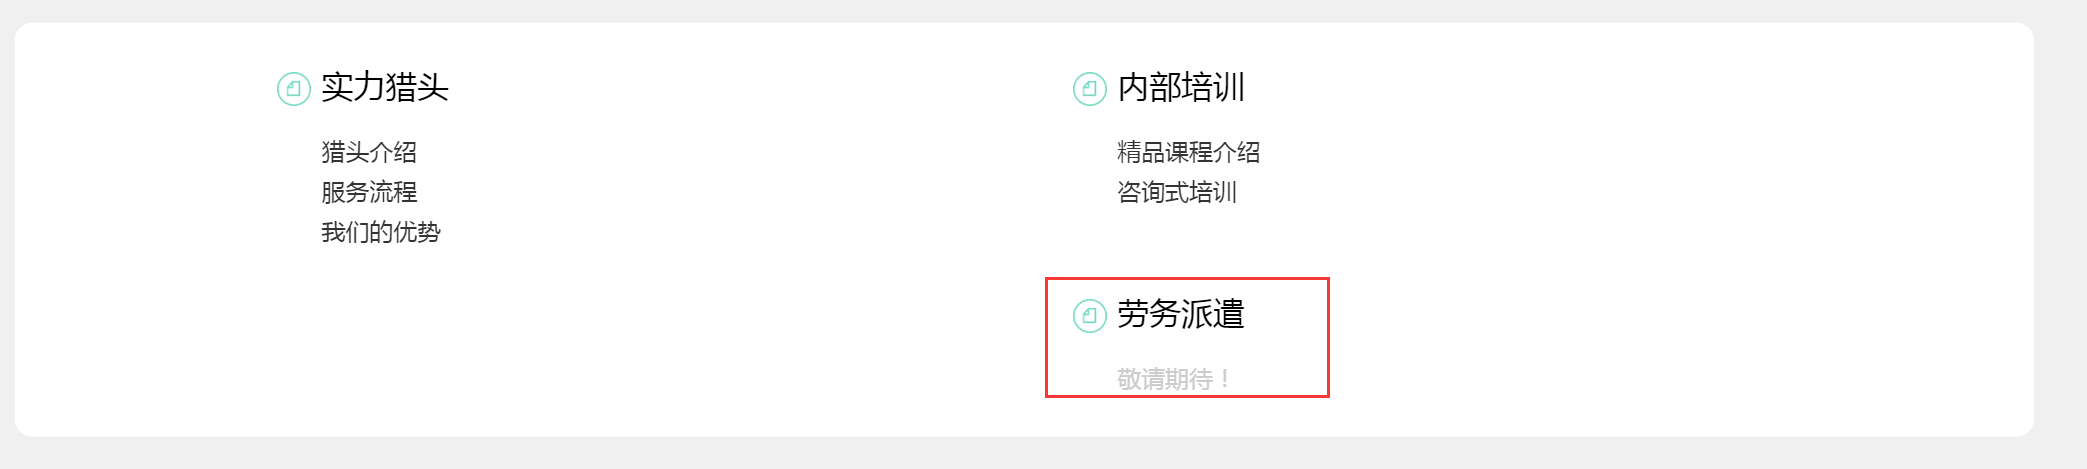 实力猎头
猎头介绍
服务流程
我们的优势
内部培训
精品课程介绍
咨询式培训
劳务派遣
敬请期待！